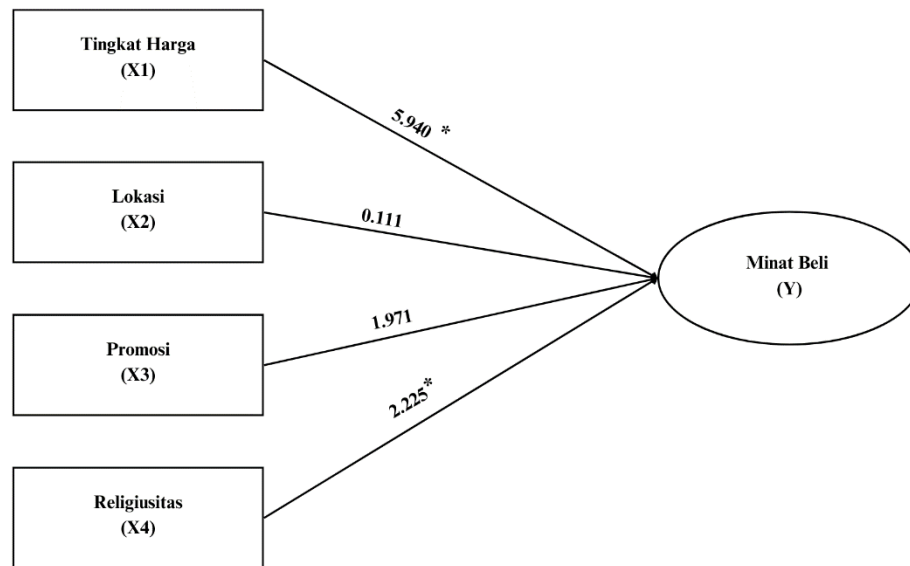 Tingkat Harga
(X1)
5.940 *
Lokasi
(X2)
0.111
Minat Beli
(Y)
Promosi
(X3)
1.971
2.225*
Religiusitas
(X4)